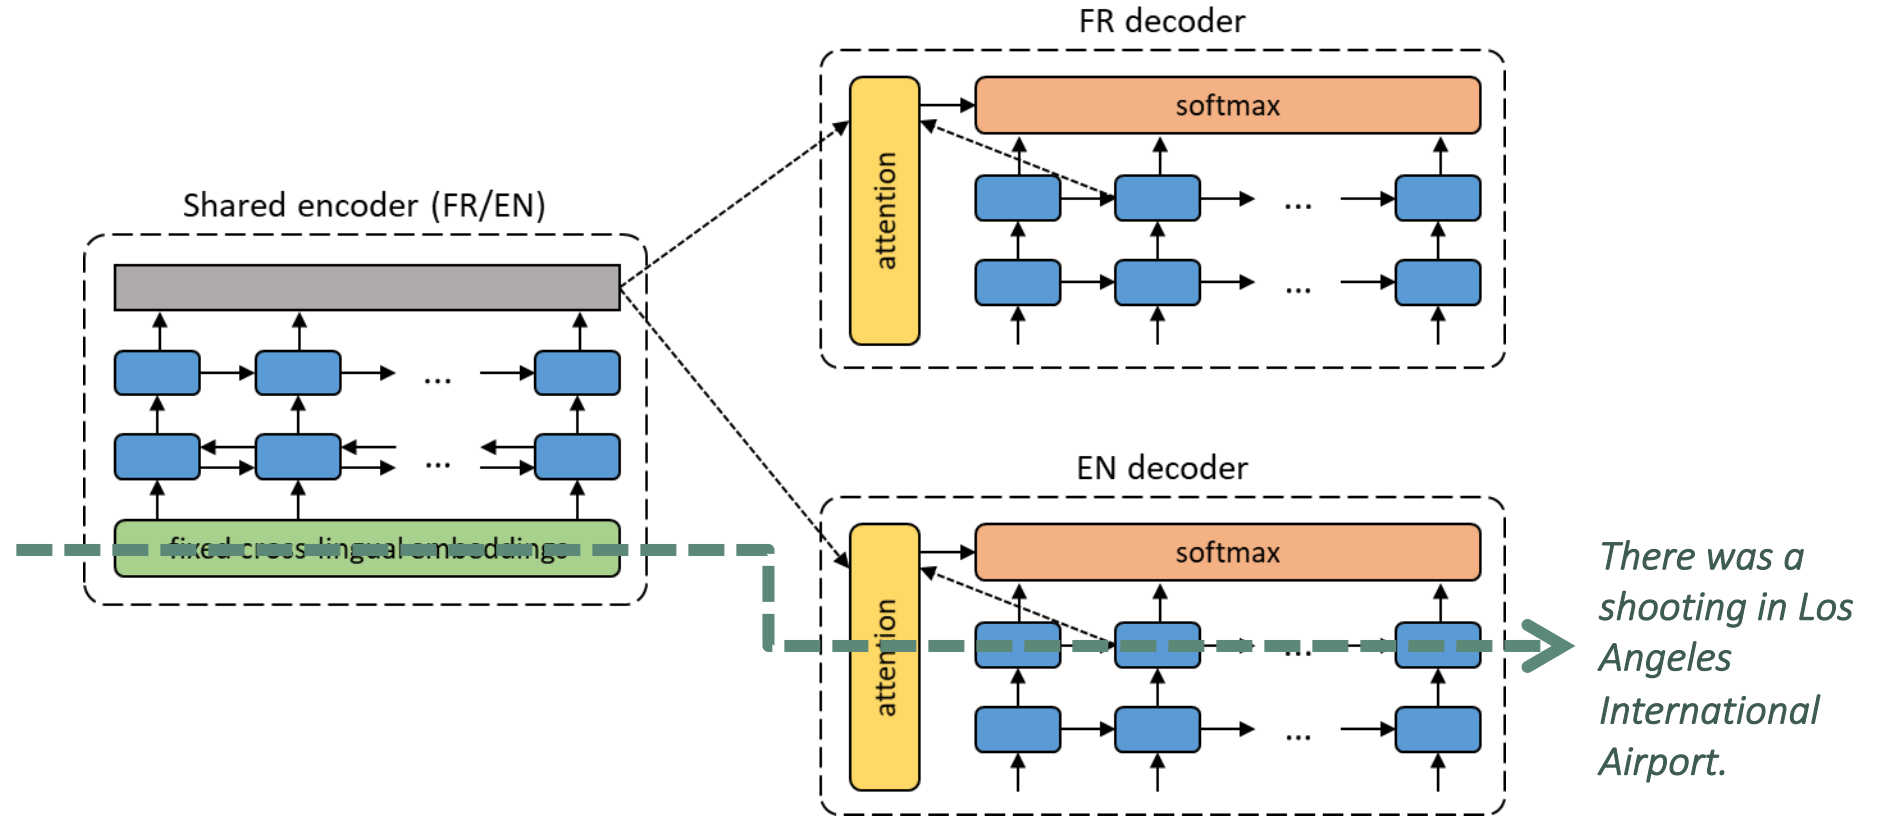 FR decoder
softmax
attention
...
...
Shared encoder (FR/EN)
...
...
fixed cross-lingual embeddings
EN decoder
softmax
attention
...
...
There was a
shooting in Los
Angeles
International
Airport.